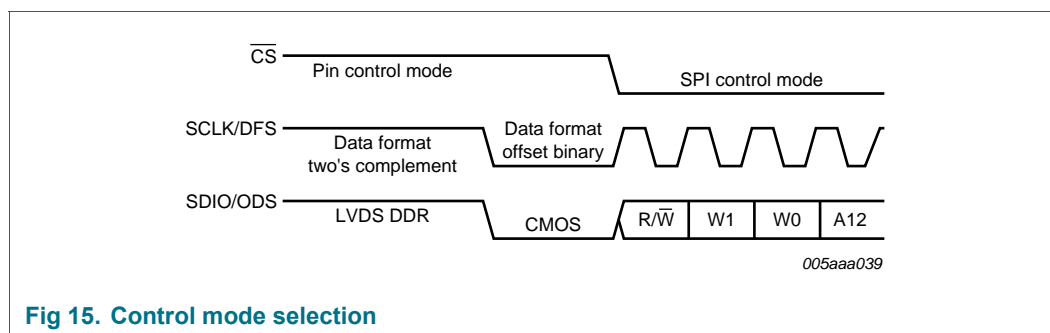 C̅S̅
Pin control mode
SPI control mode
SCLK/DFS
Data format
two's complement
Data format
offset binary
SDIO/ODS
LVDS DDR
CMOS
R/W̅
W1
W0
A12
005aaa039
Fig 15. Control mode selection